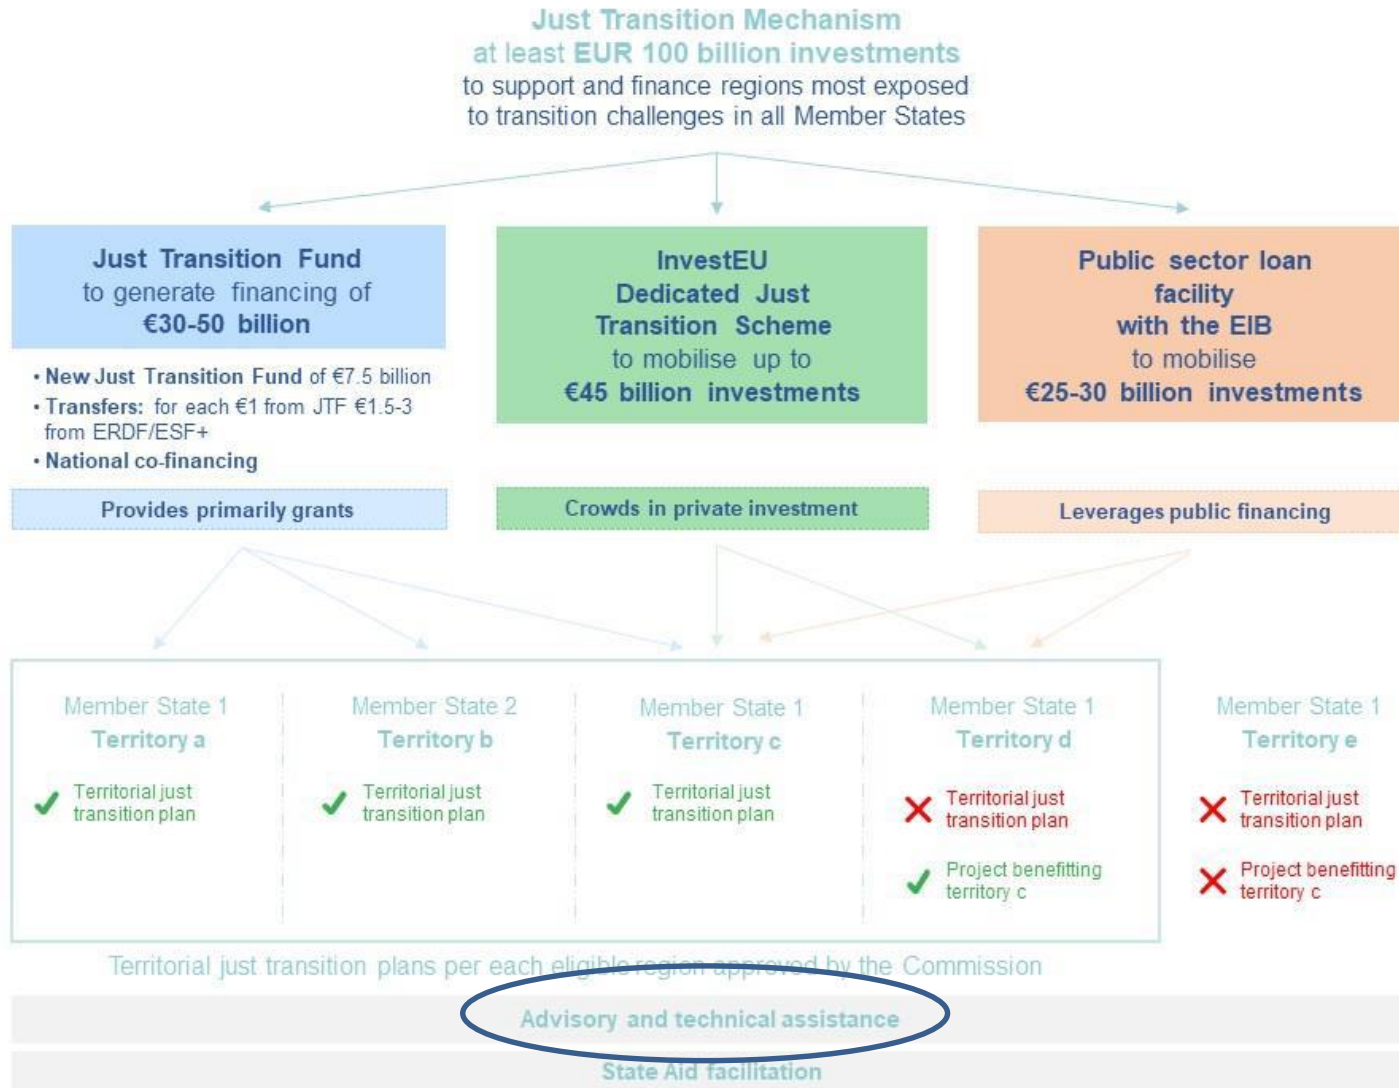 Just Transition Mechanism
at least EUR 100 billion investments
to support and finance regions most exposed
to transition challenges in all Member States
Just Transition Fund
to generate financing of
€30-50 billion
• New Just Transition Fund of €7.5 billion
• Transfers: for each €1 from JTF €1.5-3
from ERDF/ESF+
• National co-financing
Provides primarily grants
InvestEU
Dedicated Just
Transition Scheme
to mobilise up to
€45 billion investments
Crowds in private investment
Public sector loan
facility
with the EIB
to mobilise
€25-30 billion investments
Leverages public financing
Member State 1
Territory a
Territorial just
transition plan
Member State 2
Territory b
Territorial just
transition plan
Member State 1
Territory c
Territorial just
transition plan
Member State 1
Territory d
Territorial just
transition plan
Project benefitting
territory c
Member State 1
Territory e
Territorial just
transition plan
Project benefitting
territory c
Territorial just transition plans per each eligible region approved by the Commission
Advisory and technical assistance
State Aid facilitation